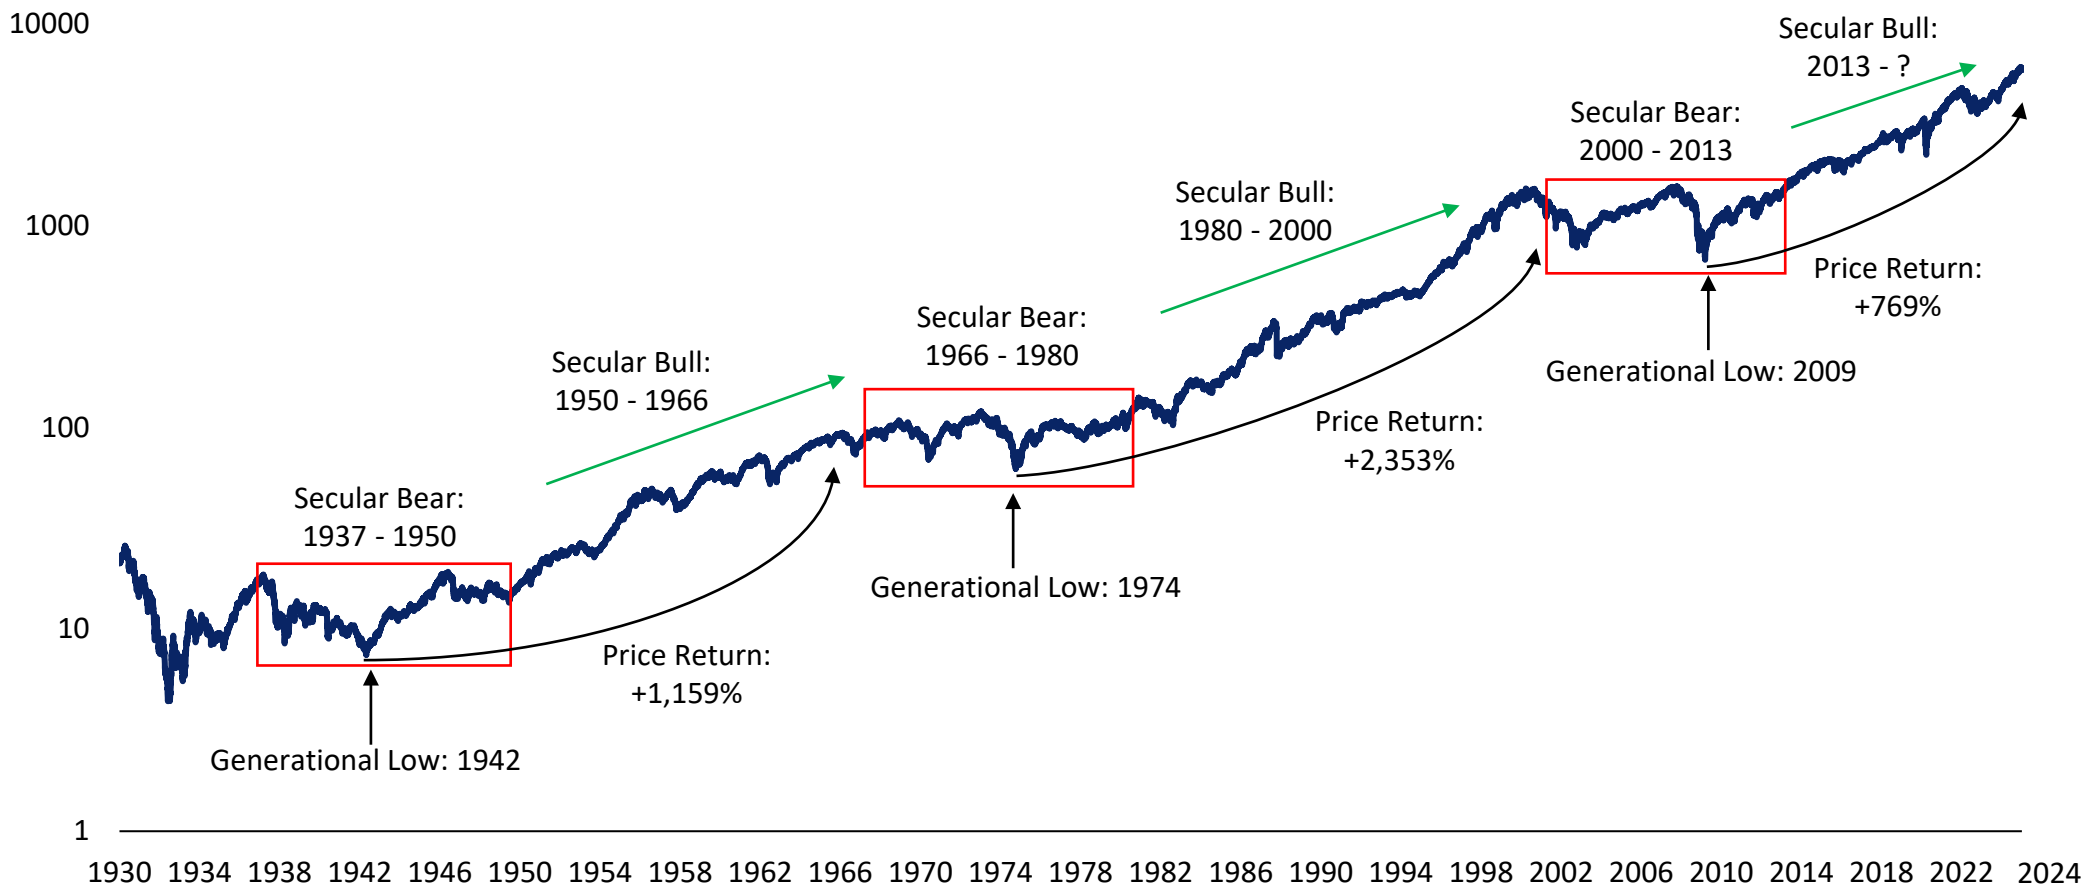 10000
1000
100
10
1
Secular Bear:
1937 - 1950
Generational Low: 1942
Secular Bull:
1950 - 1966
Price Return:
+1,159%
Secular Bear:
1966 - 1980
Generational Low: 1974
Secular Bull:
1980 - 2000
Price Return:
+2,353%
Secular Bear:
2000 - 2013
Generational Low: 2009
Secular Bull:
2013 - ?
Price Return:
+769%
1930 1934 1938 1942 1946 1950 1954 1958 1962 1966 1970 1974 1978 1982 1986 1990 1994 1998 2002 2006 2010 2014 2018 2022 2024